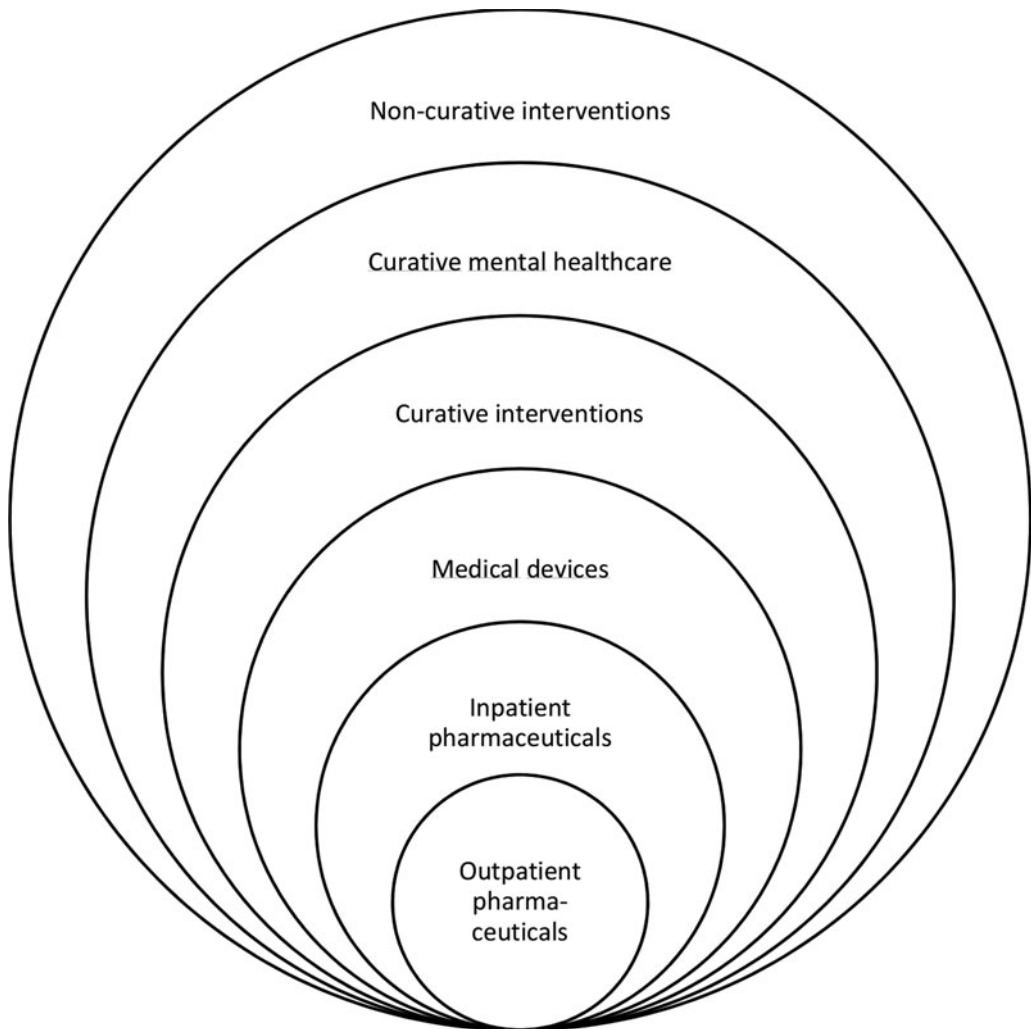 Non-curative interventions
Curative mental healthcare
Curative interventions
Medical devices
Inpatient
pharmaceuticals
Outpatient
pharma-
ceuticals